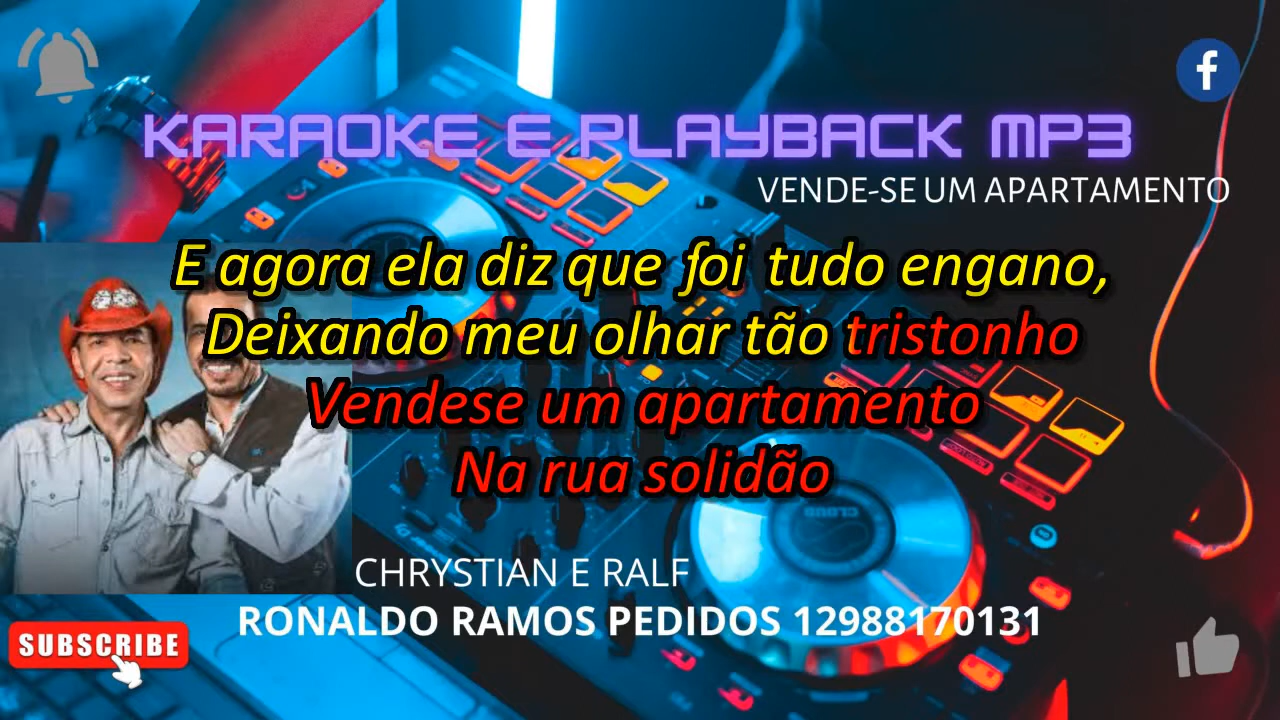 KARAOKE E PLAYBACK MP3
VENDE-SE UM APARTAMENTO
E agora ela diz que foi tudo engano,
Deixando meu olhar tão tristonho
Vendese um apartamento
Na rua solidão
CHRYSTIAN E RALF
RONALDO RAMOS PEDIDOS 12988170131
SUBSCRIBE